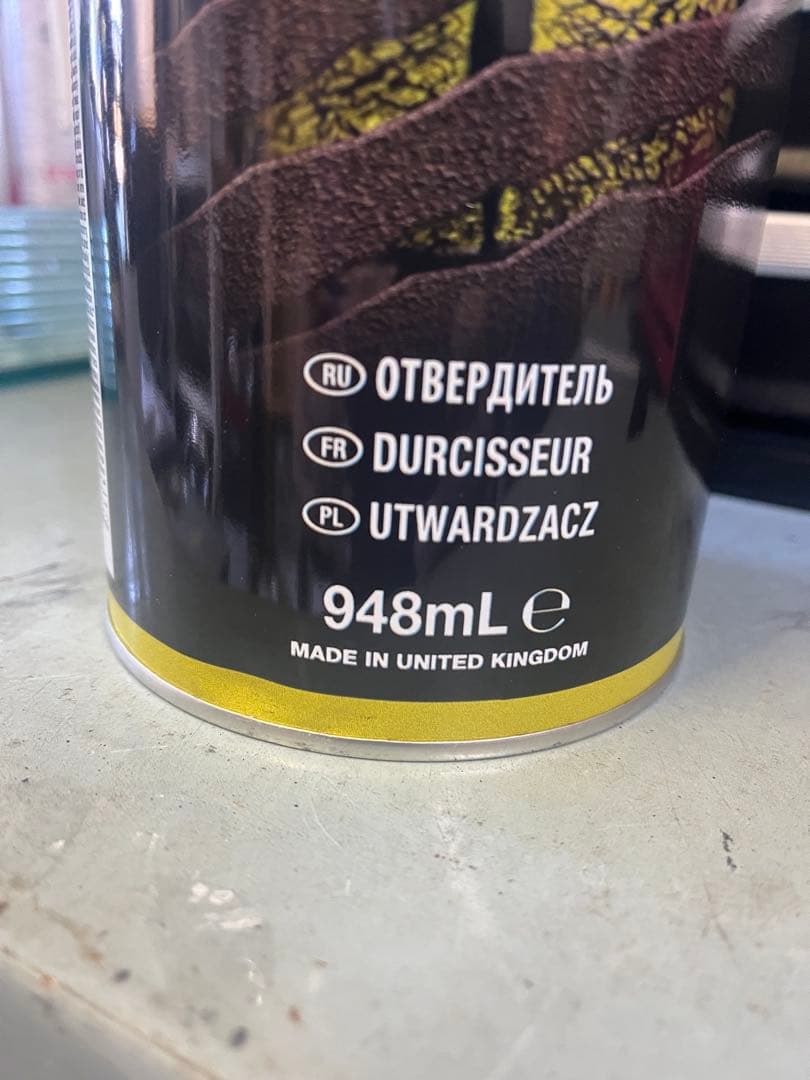 RU ОТВЕРДИТЕЛЬ
FR DURCISSEUR
PL UTWARDZACZ
948mL ℮
MADE IN UNITED KINGDOM